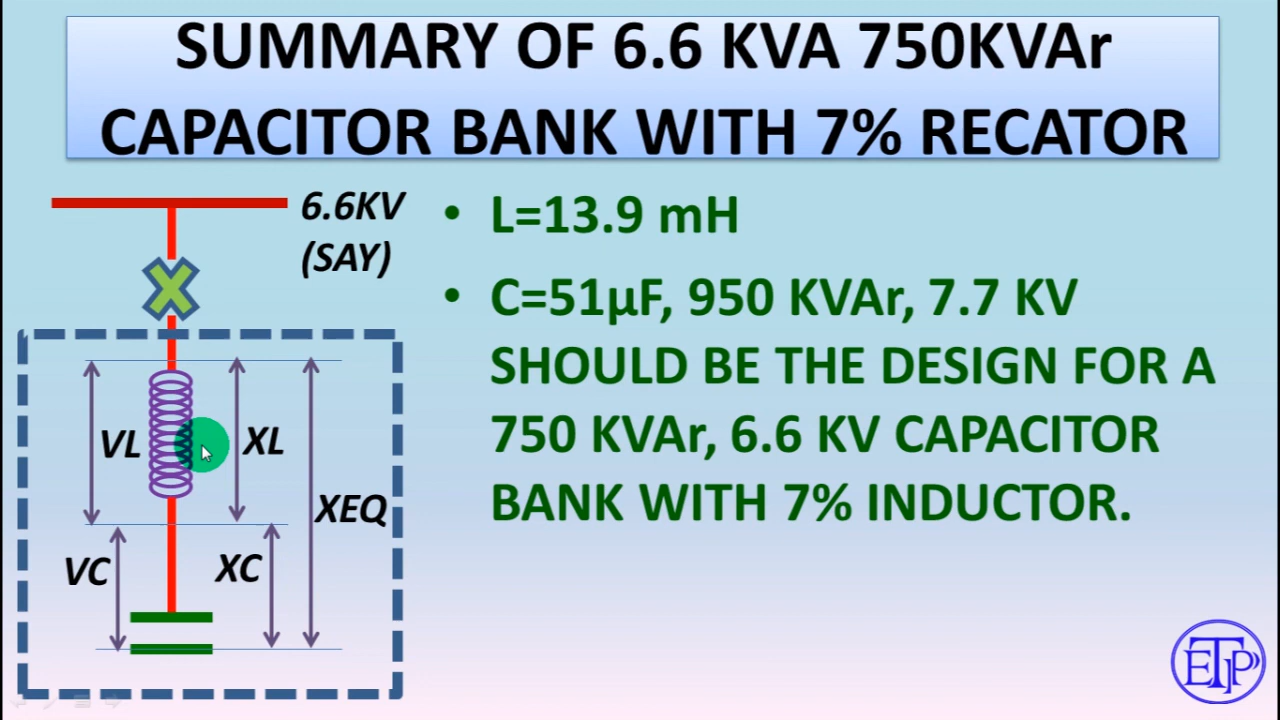 SUMMARY OF 6.6 KVA 750KVAr
CAPACITOR BANK WITH 7% RECATOR
6.6KV
(SAY)
• L=13.9 mH
• C=51µF, 950 KVAr, 7.7 KV
SHOULD BE THE DESIGN FOR A
750 KVAr, 6.6 KV CAPACITOR
BANK WITH 7% INDUCTOR.
VL
XL
XEQ
VC
XC
ETP